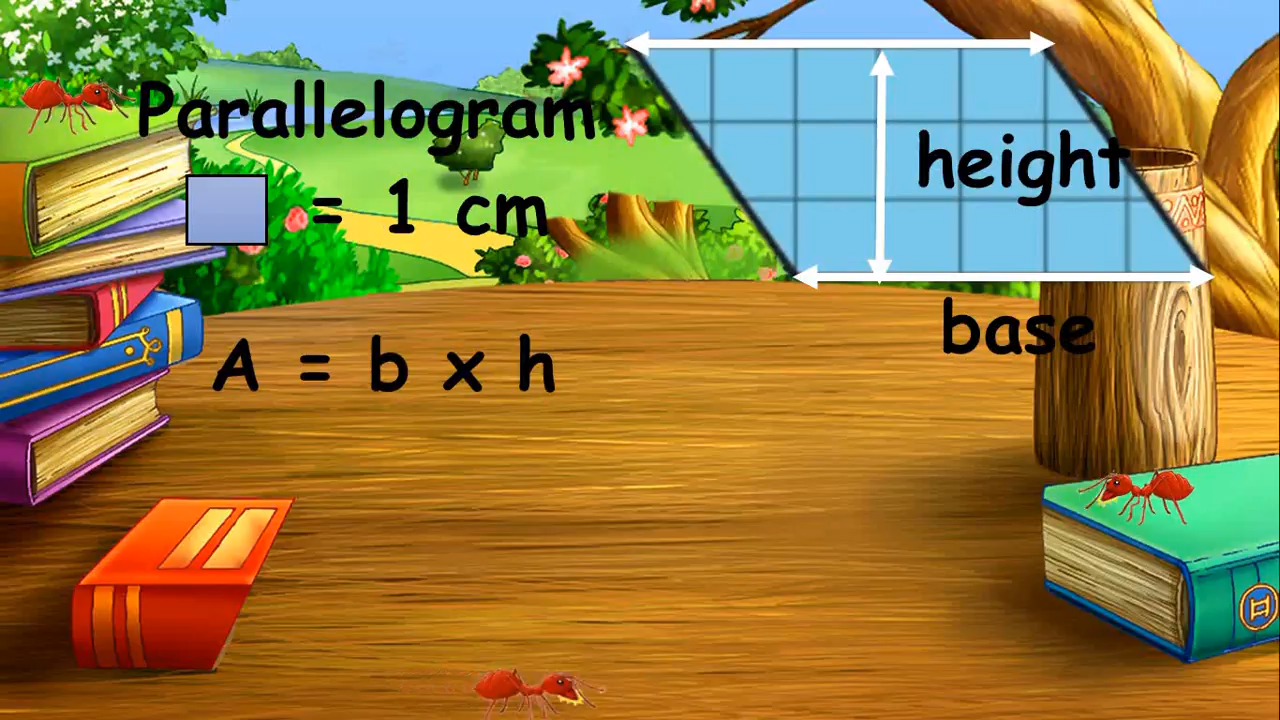 Parallelogram
= 1 cm
height
base
A = b x h